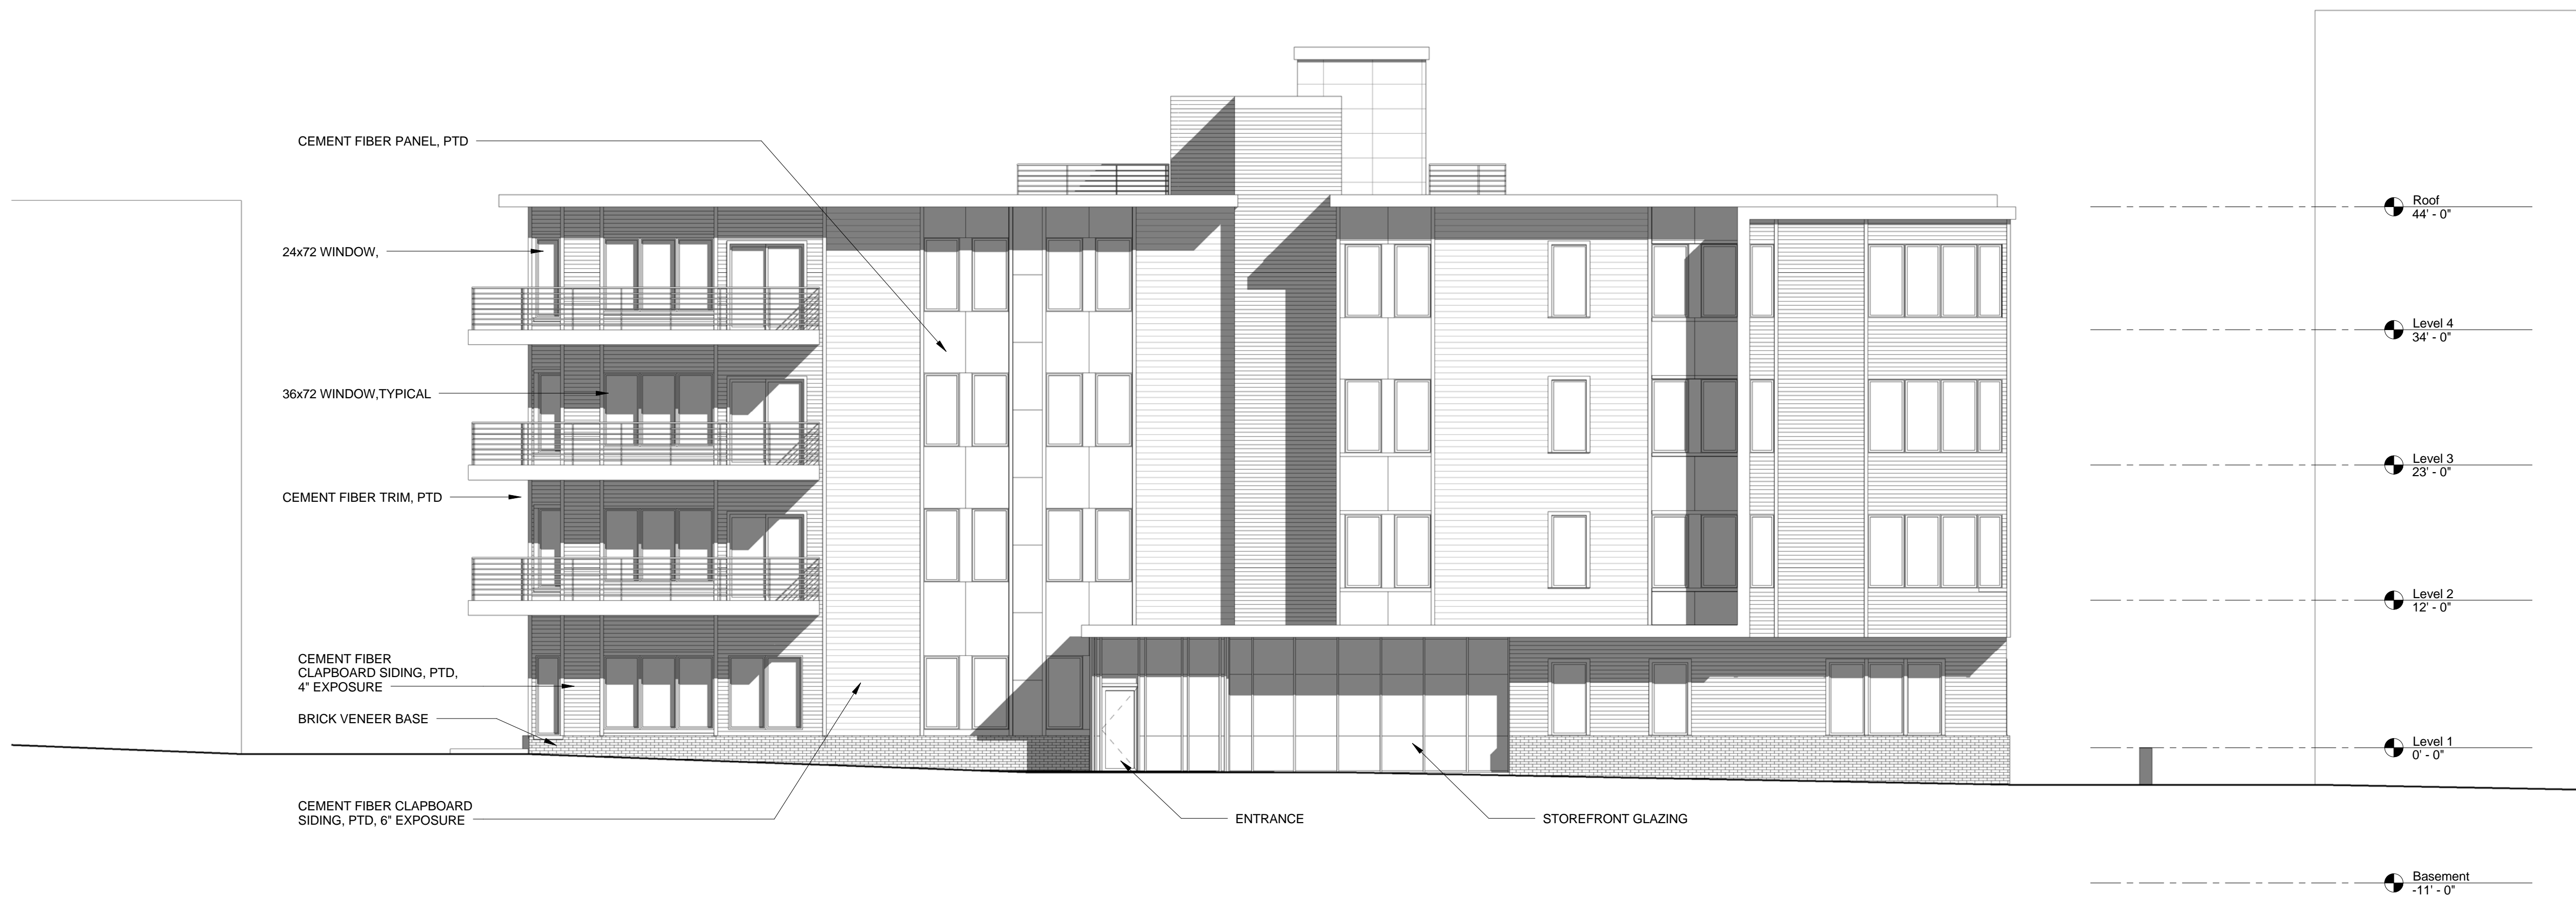 CEMENT FIBER PANEL, PTD
24x72 WINDOW,
36x72 WINDOW,TYPICAL
CEMENT FIBER TRIM, PTD
CEMENT FIBER
CLAPBOARD SIDING, PTD,
4" EXPOSURE
BRICK VENEER BASE
CEMENT FIBER CLAPBOARD
SIDING, PTD, 6" EXPOSURE
ENTRANCE
STOREFRONT GLAZING
Roof
44' - 0"
Level 4
34' - 0"
Level 3
23' - 0"
Level 2
12' - 0"
Level 1
0' - 0"
Basement
-11' - 0"